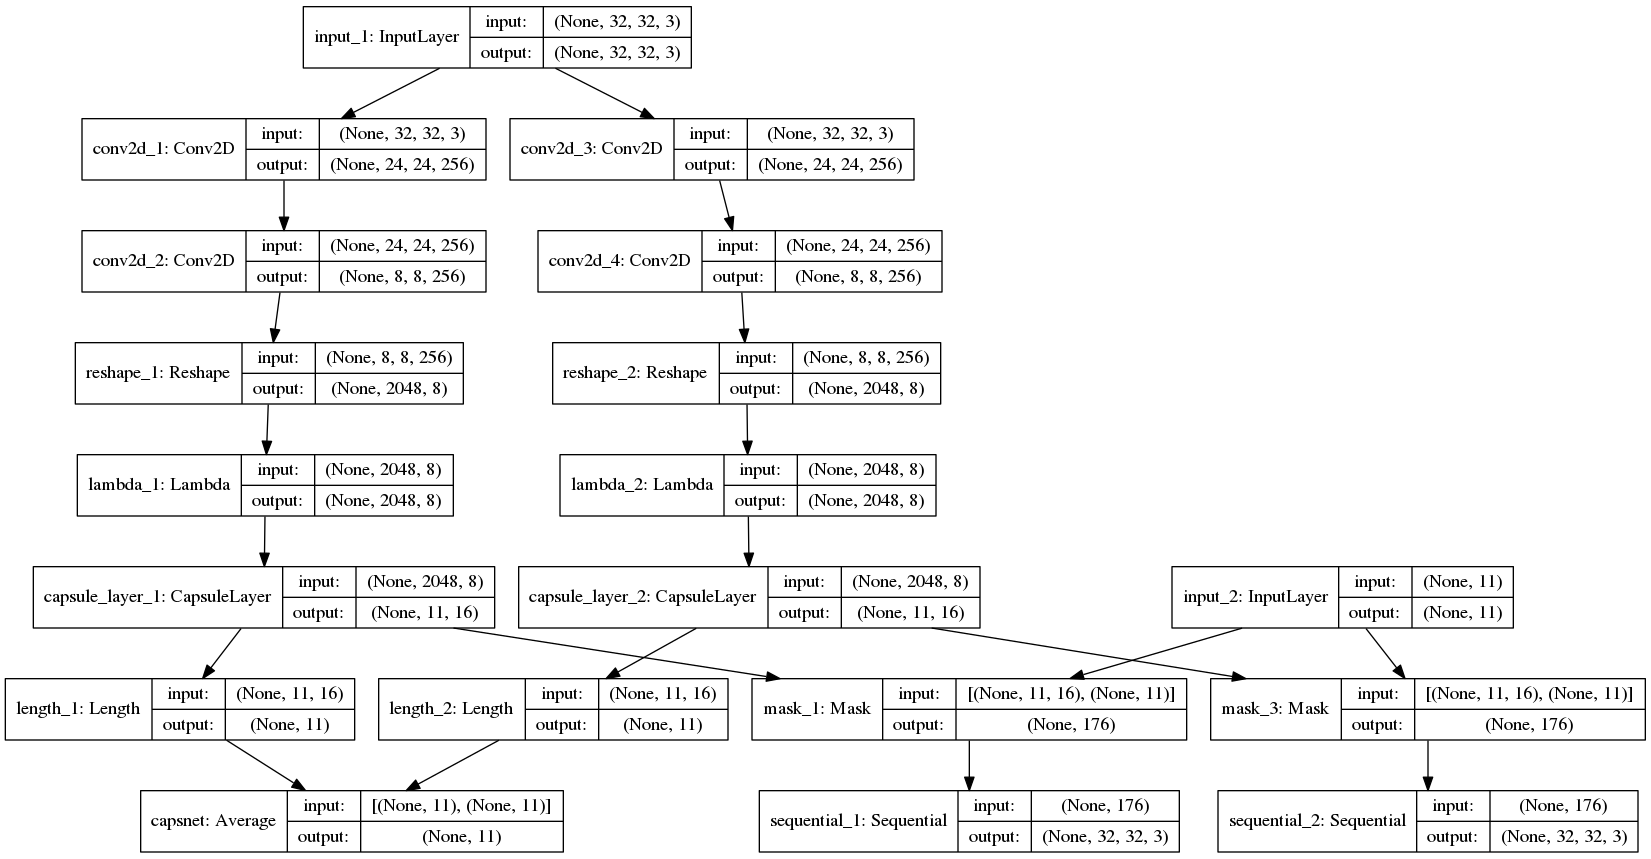 input_1: InputLayer
input: (None, 32, 32, 3)
output: (None, 32, 32, 3)
conv2d_1: Conv2D
input: (None, 32, 32, 3)
output: (None, 24, 24, 256)
conv2d_3: Conv2D
input: (None, 32, 32, 3)
output: (None, 24, 24, 256)
conv2d_2: Conv2D
input: (None, 24, 24, 256)
output: (None, 8, 8, 256)
conv2d_4: Conv2D
input: (None, 24, 24, 256)
output: (None, 8, 8, 256)
reshape_1: Reshape
input: (None, 8, 8, 256)
output: (None, 2048, 8)
reshape_2: Reshape
input: (None, 8, 8, 256)
output: (None, 2048, 8)
lambda_1: Lambda
input: (None, 2048, 8)
output: (None, 2048, 8)
lambda_2: Lambda
input: (None, 2048, 8)
output: (None, 2048, 8)
capsule_layer_1: CapsuleLayer
input: (None, 2048, 8)
output: (None, 11, 16)
capsule_layer_2: CapsuleLayer
input: (None, 2048, 8)
output: (None, 11, 16)
input_2: InputLayer
input: (None, 11)
output: (None, 11)
length_1: Length
input: (None, 11, 16)
output: (None, 11)
length_2: Length
input: (None, 11, 16)
output: (None, 11)
mask_1: Mask
input: [(None, 11, 16), (None, 11)]
output: (None, 176)
mask_3: Mask
input: [(None, 11, 16), (None, 11)]
output: (None, 176)
capsnet: Average
input: [(None, 11), (None, 11)]
output: (None, 11)
sequential_1: Sequential
input: (None, 176)
output: (None, 32, 32, 3)
sequential_2: Sequential
input: (None, 176)
output: (None, 32, 32, 3)